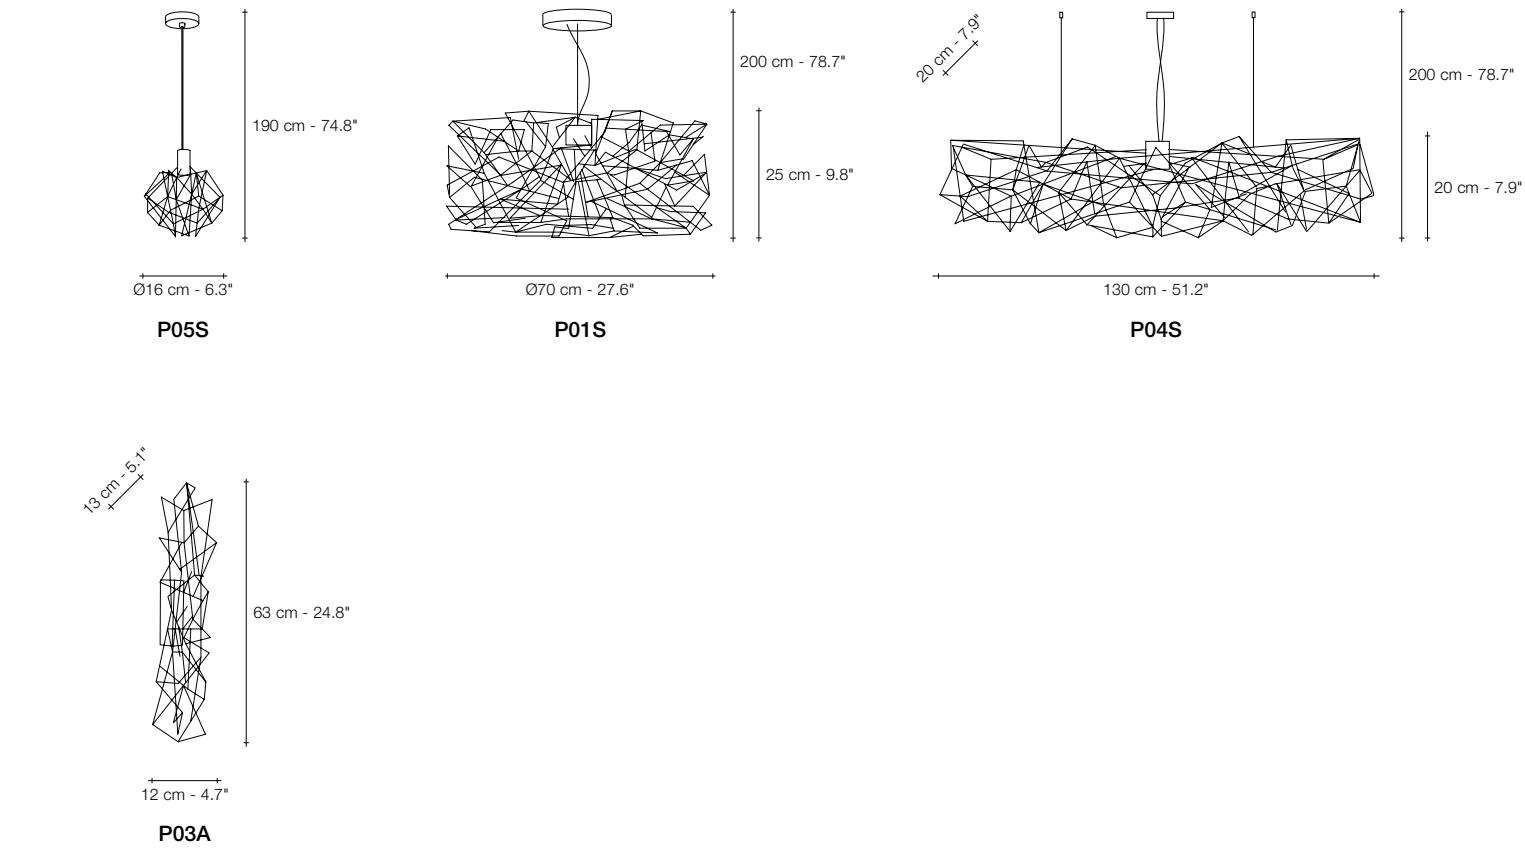 190 cm - 74.8"
Ø16 cm - 6.3"
P05S
200 cm - 78.7"
25 cm - 9.8"
Ø70 cm - 27.6"
P01S
20 cm - 7.9"
200 cm - 78.7"
20 cm - 7.9"
130 cm - 51.2"
P04S
13 cm - 5.1"
63 cm - 24.8"
12 cm - 4.7"
P03A